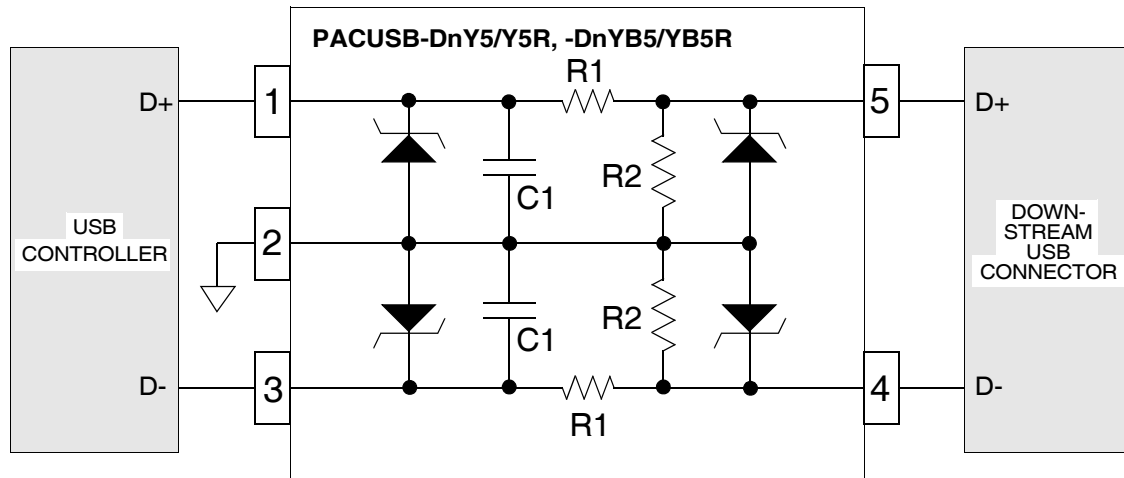 PACUSB-DnY5/Y5R, -DnYB5/YB5R
R1
D+
1
5
D+
R2
C1
USB
CONTROLLER
2
DOWN-
STREAM
USB
CONNECTOR
R2
C1
D-
3
4
D-
R1